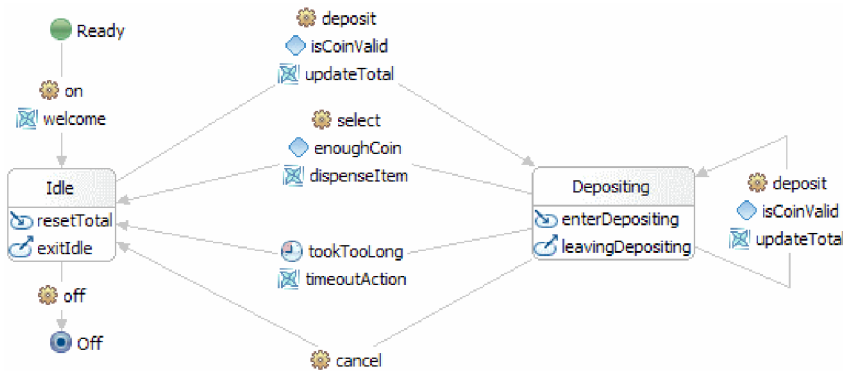 Ready
on
welcome
deposit
isCoinValid
updateTotal
select
enoughCoin
dispenseItem
Idle
resetTotal
exitIdle
Depositing
enterDepositing
leavingDepositing
deposit
isCoinValid
updateTotal
tookTooLong
timeoutAction
off
Off
cancel